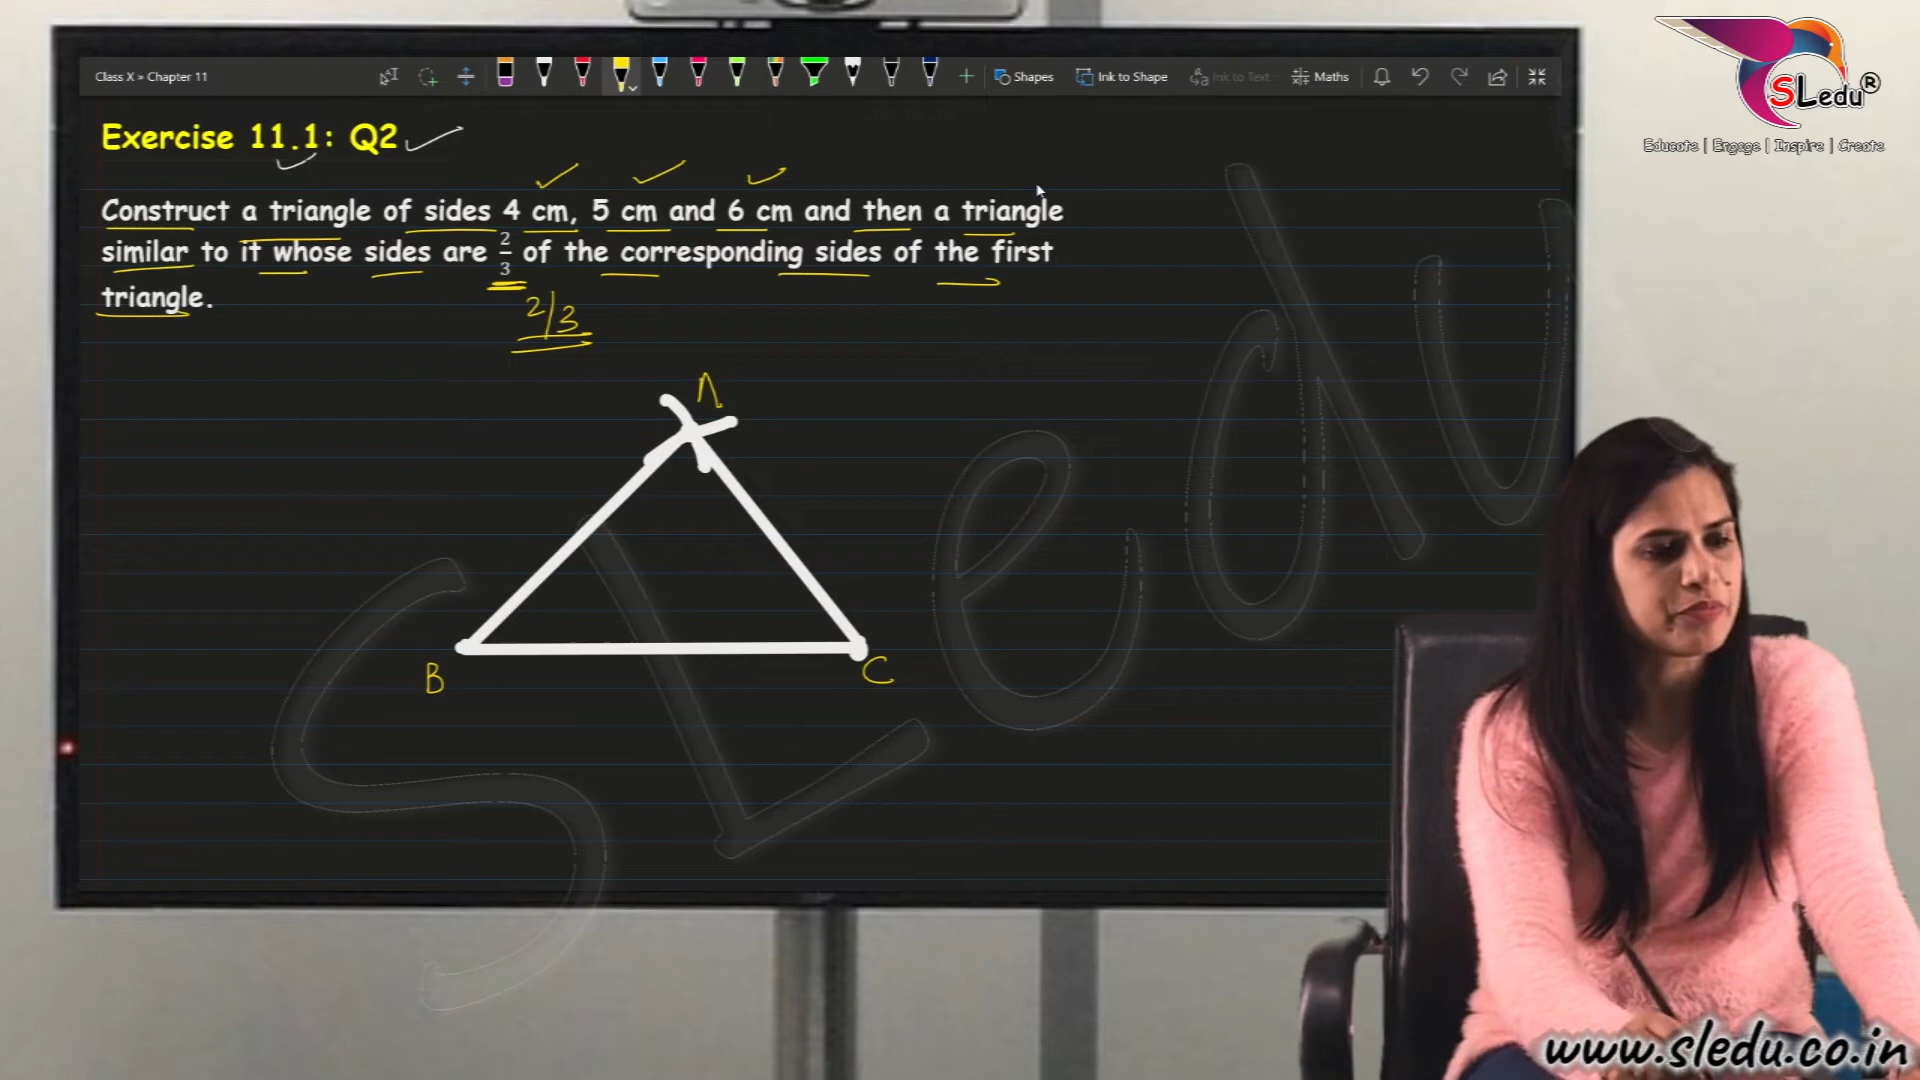 Class X » Chapter 11
Shapes
Ink to Shape
Ink to Text
Maths
SLedu®
Educate | Engage | Inspire | Create
Exercise 11.1: Q2
Construct a triangle of sides 4 cm, 5 cm and 6 cm and then a triangle
similar to it whose sides are 2/3 of the corresponding sides of the first
triangle.
2/3
A
B
C
SLedu
www.sledu.co.in